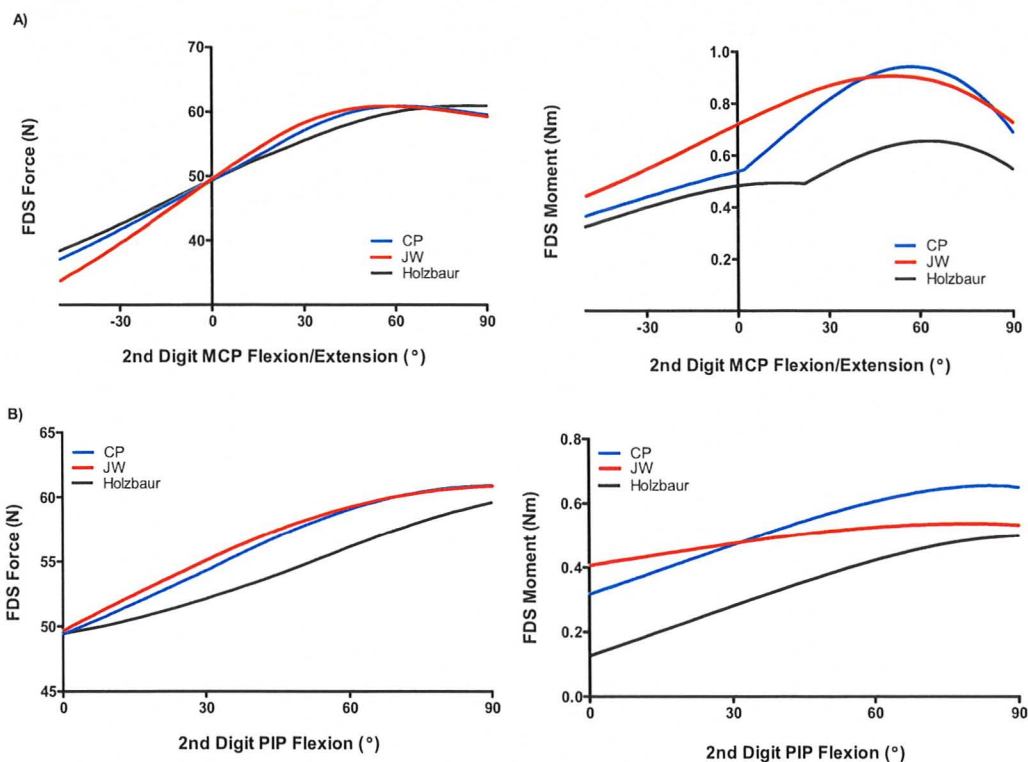 A)
70
60
50
40
-30
0
30
60
90
FDS Force (N)
2nd Digit MCP Flexion/Extension (°)
CP
JW
Holzbaur
1.0
0.8
0.6
0.4
0.2
-30
0
30
60
90
FDS Moment (Nm)
2nd Digit MCP Flexion/Extension (°)
CP
JW
Holzbaur
B)
65
60
55
50
45
0
30
60
90
FDS Force (N)
2nd Digit PIP Flexion (°)
CP
JW
Holzbaur
0.8
0.6
0.4
0.2
0.0
0
30
60
90
FDS Moment (Nm)
2nd Digit PIP Flexion (°)
CP
JW
Holzbaur